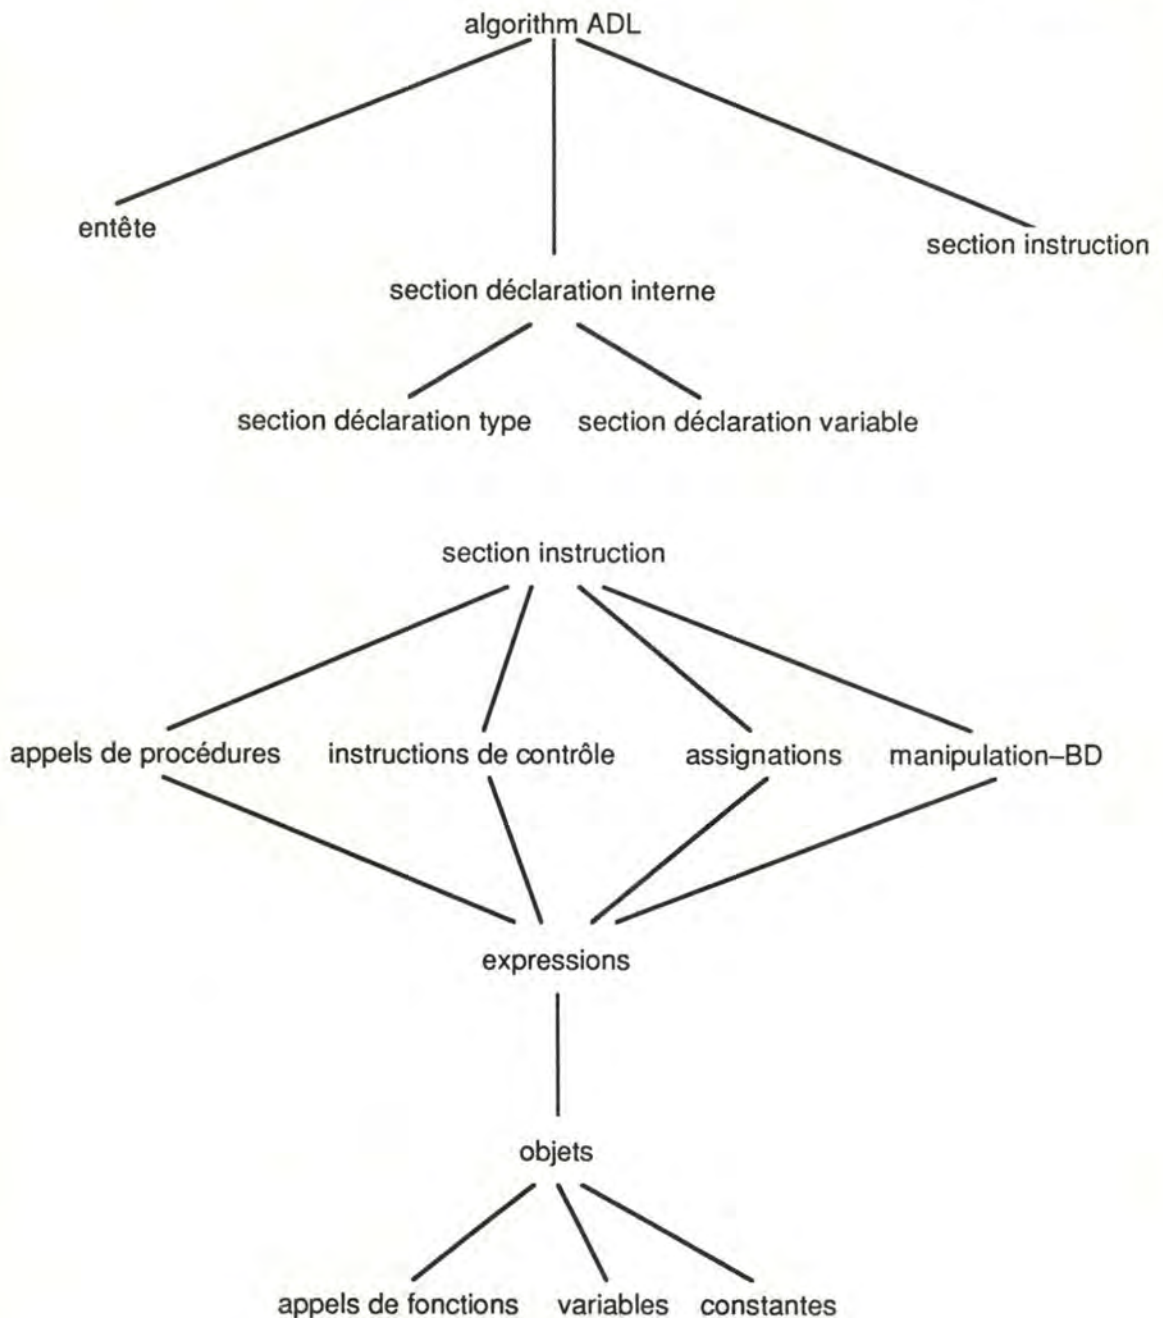 algorithm ADL
entête
section instruction
section déclaration interne
section déclaration type
section déclaration variable
section instruction
appels de procédures
instructions de contrôle
assignations
manipulation–BD
expressions
objets
appels de fonctions
variables
constantes